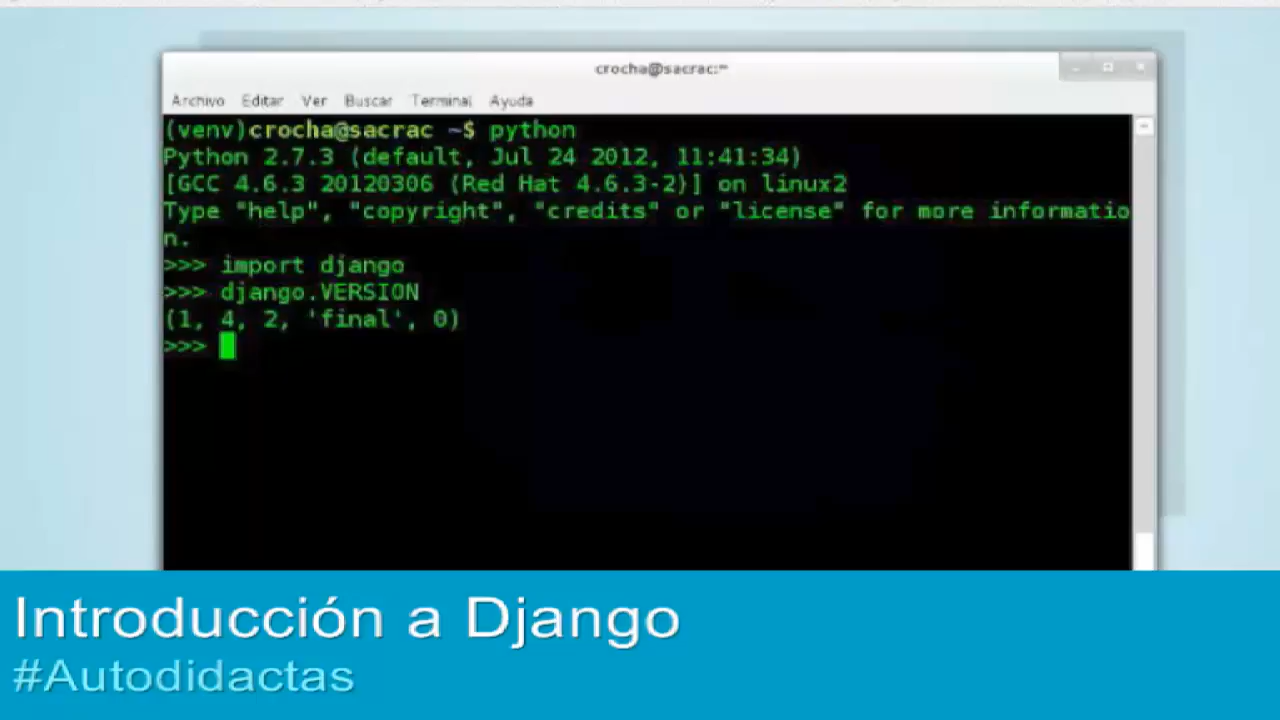 crocha@sacrac:~
Archivo Editar Ver Buscar Terminal Ayuda
(venv)crocha@sacrac ~$ python
Python 2.7.3 (default, Jul 24 2012, 11:41:34)
[GCC 4.6.3 20120306 (Red Hat 4.6.3-2)] on linux2
Type "help", "copyright", "credits" or "license" for more informatio
n.
>>> import django
>>> django.VERSION
(1, 4, 2, 'final', 0)
>>>
Introducción a Django
#Autodidactas